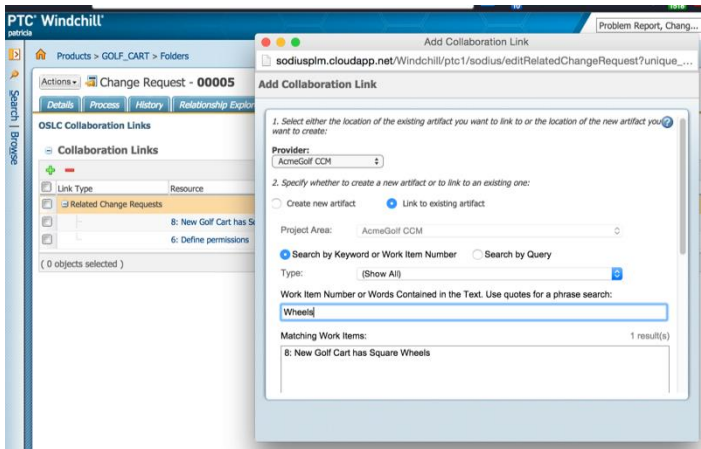 PTC® Windchill®
patricia
Problem Report, Chang...
Products > GOLF_CART > Folders
Actions
Change Request - 00005
Details
Process
History
Relationship Explor
OSLC Collaboration Links
Collaboration Links
Link Type
Resource
Related Change Requests
8: New Golf Cart has Sq
6: Define permissions
( 0 objects selected )
Search | Browse
Add Collaboration Link
sodiusplm.cloudapp.net/Windchill/ptc1/sodius/editRelatedChangeRequest?unique_...
Add Collaboration Link
1. Select either the location of the existing artifact you want to link to or the location of the new artifact you
want to create:
Provider:
AcmeGolf CCM
2. Specify whether to create a new artifact or to link to an existing one:
Create new artifact
Link to existing artifact
Project Area:
AcmeGolf CCM
Search by Keyword or Work Item Number
Search by Query
Type:
(Show All)
Work Item Number or Words Contained in the Text. Use quotes for a phrase search:
Wheels
Matching Work Items:
1 result(s)
8: New Golf Cart has Square Wheels